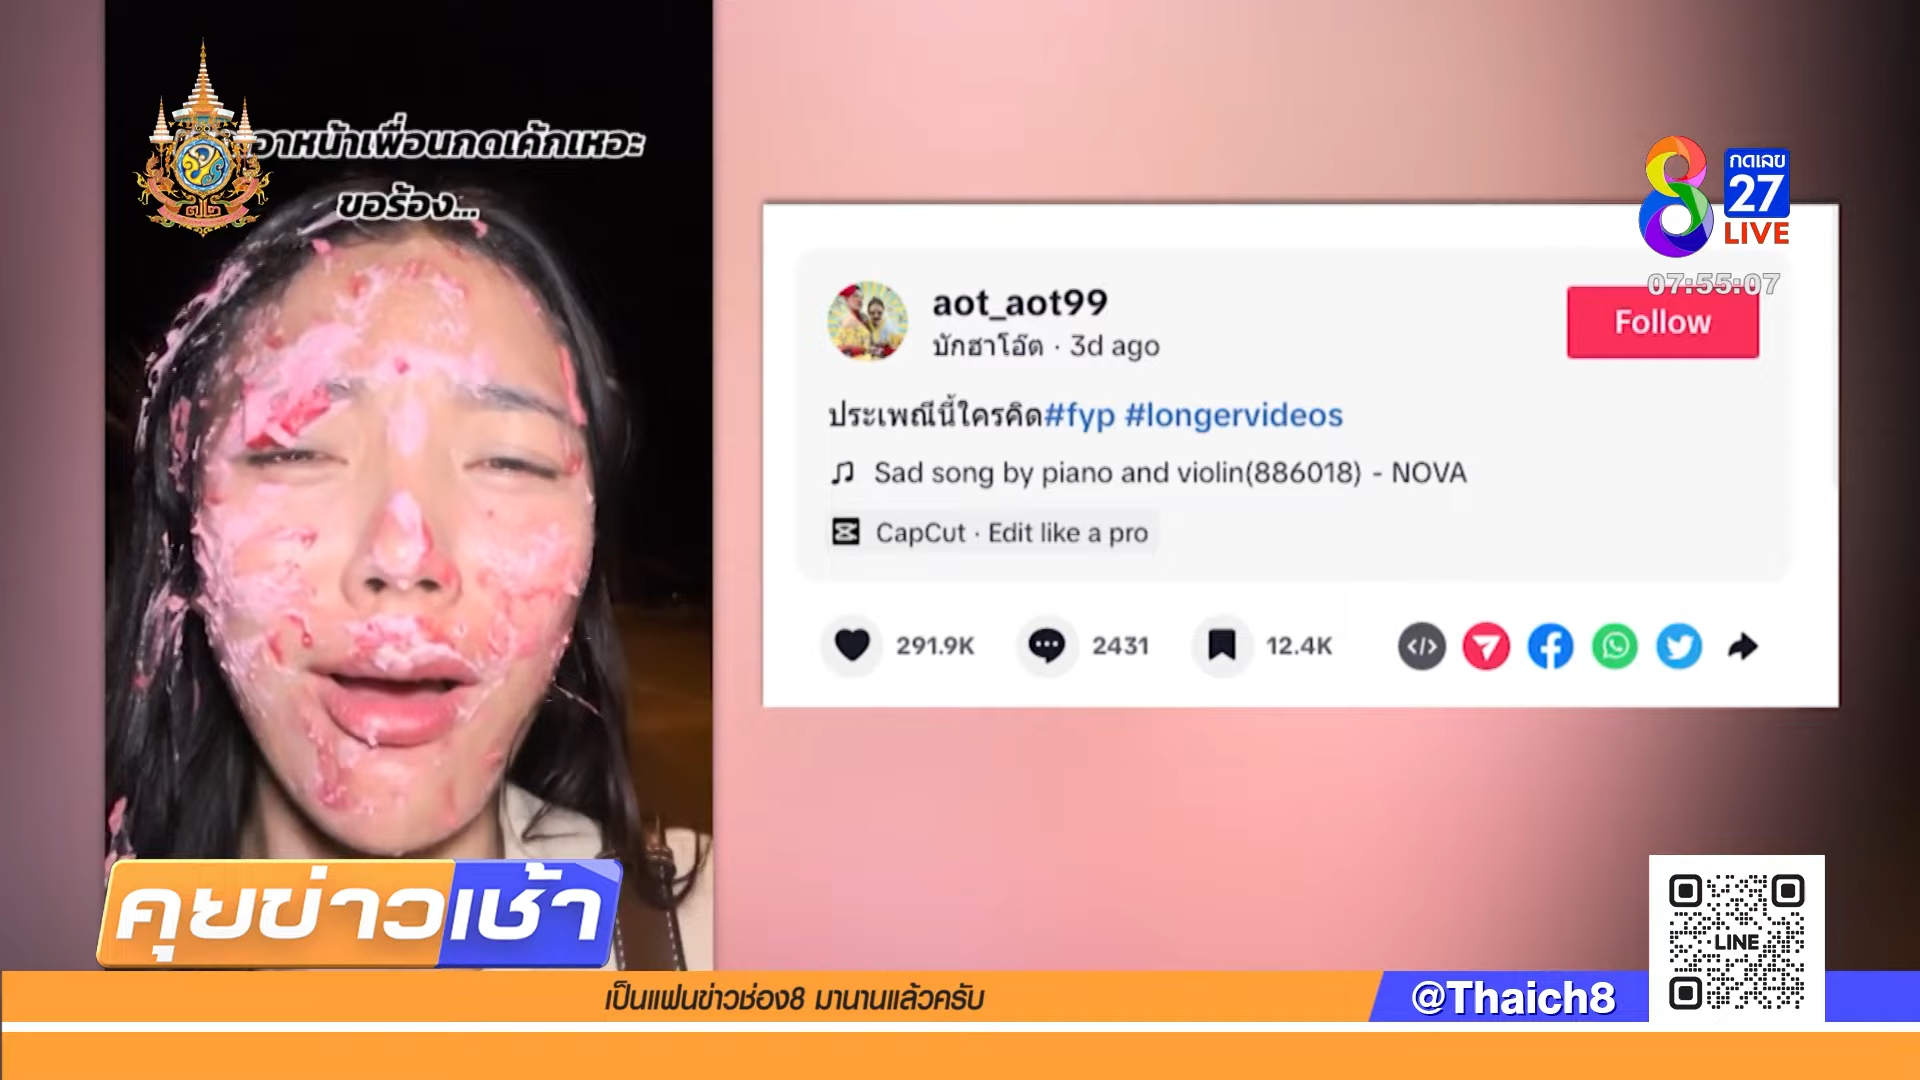 อาหน้าเพื่อนกดเค้กเหอะ
ขอร้อง...
กดเลข
27
LIVE
07:55:07
aot_aot99
บักฮาโอ๊ต · 3d ago
Follow
ประเพณีนี้ใครคิด#fyp #longervideos
Sad song by piano and violin(886018) - NOVA
CapCut · Edit like a pro
291.9K
2431
12.4K
คุยข่าวเช้า
เป็นแฟนข่าวช่อง8 มานานแล้วครับ
@Thaich8
LINE